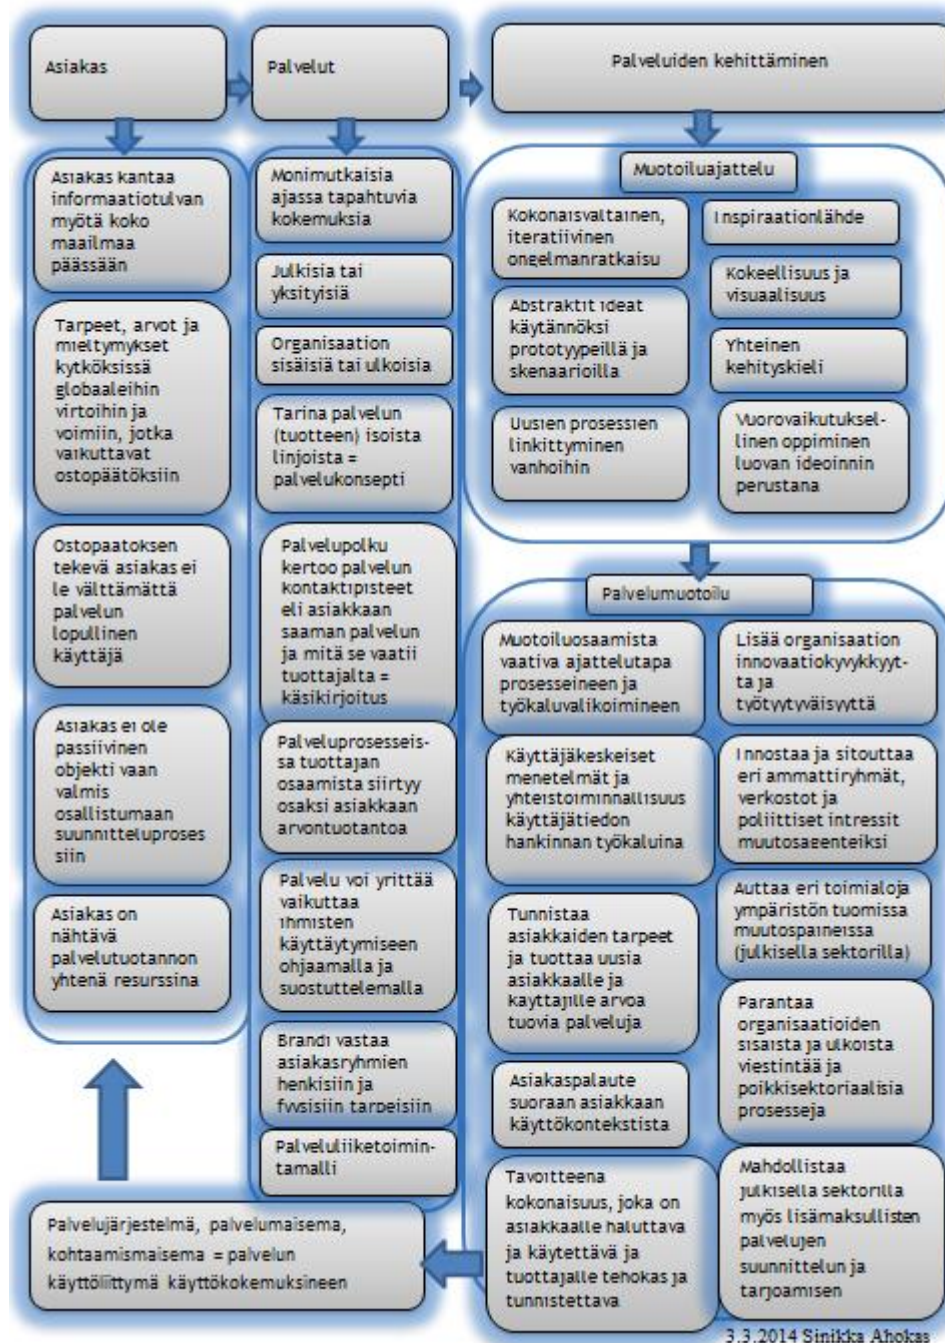 Asiakas
Palvelut
Palveluiden kehittäminen
Asiakas kantaa
informaatiotulvan
myötä koko
maailmaa
päässään
Tarpeet, arvot ja
mieltymykset
kytköksissä
globaaleihin
virtoihin ja
voimiin, jotka
vaikuttavat
ostopäätöksiin
Ostopaatoksen
tekevä asiakas ei
le välttämättä
palvelun
lopullinen
käyttäjä
Asiakas ei ole
passiivinen
objekti vaan
valmis
osallistumaan
suunnitteluproses
siin
Asiakas on
nähtävä
palvelutuotannon
yhtenä resurssina
Monimutkaisia
ajassa tapahtuvia
kokemuksia
Julkisia tai
yksityisiä
Organisaation
sisäisiä tai ulkoisia
Tarina palvelun
(tuotteen) isoista
linjoista =
palvelukonsepti
Palvelupolku
kertoo palvelun
kontaktipisteet
eli asiakkaan
saaman palvelun
ja mitä se vaatii
tuottajalta =
käsikirjoitus
Palveluprosesseis-
sa tuottajan
osaamista siirtyy
osaksi asiakkaan
arvontuotantoa
Palvelu voi yrittää
vaikuttaa
ihmisten
käyttäytymiseen
ohjaamalla ja
suostuttelemalla
Brandi vastaa
asiakasryhmien
henkisiin ja
fyysisiin tarpeisiin
Palveluliiketoimin-
tamalli
Muotoiluajattelu
Kokonaisvaltainen,
iteratiivinen
ongelmanratkaisu
Abstraktit ideat
käytännöksi
prototyypeillä ja
skenaarioilla
Uusien prosessien
linkittyminen
vanhoihin
Inspiraationlähde
Kokeellisuus ja
visuaalisuus
Yhteinen
kehityskieli
Vuorovaikutuksel-
linen oppiminen
luovan ideoinnin
perustana
Palvelumuotoilu
Muotoiluosaamista
vaativa ajattelutapa
prosesseineen ja
työkaluvalikoimineen
Käyttäjäkeskeiset
menetelmät ja
yhteistoiminnallisuus
käyttäjätiedon
hankinnan työkaluina
Tunnistaa
asiakkaiden tarpeet
ja tuottaa uusia
asiakkaalle ja
kayttajille arvoa
tuovia palveluja
Asiakaspalaute
suoraan asiakkaan
käyttökontekstista
Tavoitteena
kokonaisuus, joka on
asiakkaalle haluttava
ja käytettävä ja
tuottajalle tehokas ja
tunnistettava
Lisää organisaation
innovaatiokyvykkyyt-
ta ja
työtyytyväisyyttä
Innostaa ja sitouttaa
eri ammattiryhmät,
verkostot ja
poliittiset intressit
muutosagenteiksi
Auttaa eri toimialoja
ympäristön tuomissa
muutospaineissa
(julkisella sektorilla)
Parantaa
organisaatioiden
sisaista ja ulkoista
viestintää ja
poikkisektoriaalisia
prosesseja
Mahdollistaa
julkisella sektorilla
myös lisämaksullisten
palvelujen
suunnittelun ja
tarjoamisen
Palvelujärjestelmä, palvelumaisema,
kohtaamismaisema = palvelun
käyttöliittymä käyttökokemuksineen
3.3.2014 Sinikka Ahokas